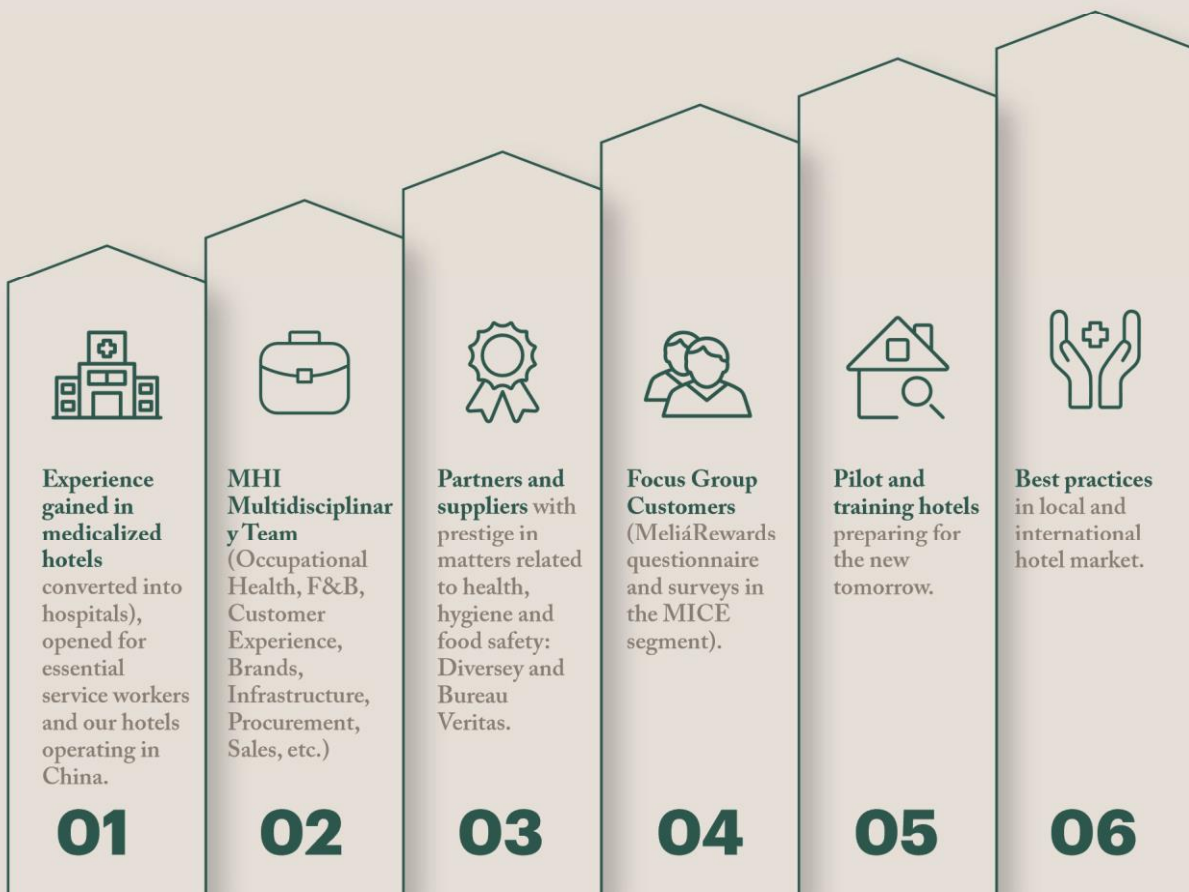 Experience
gained in
medicalized
hotels
converted into
hospitals),
opened for
essential
service workers
and our hotels
operating in
China.
01
MHI
Multidisciplinar
y Team
(Occupational
Health, F&B,
Customer
Experience,
Brands,
Infrastructure,
Procurement,
Sales, etc.)
02
Partners and
suppliers with
prestige in
matters related
to health,
hygiene and
food safety:
Diversey and
Bureau
Veritas.
03
Focus Group
Customers
(MeliáRewards
questionnaire
and surveys in
the MICE
segment).
04
Pilot and
training hotels
preparing for
the new
tomorrow.
05
Best practices
in local and
international
hotel market.
06